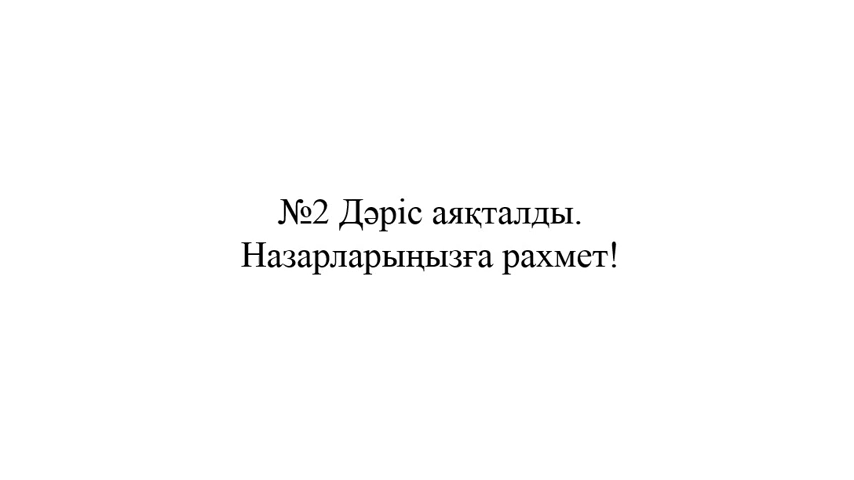 №2 Дәріс аяқталды.
Назарларыңызға рахмет!